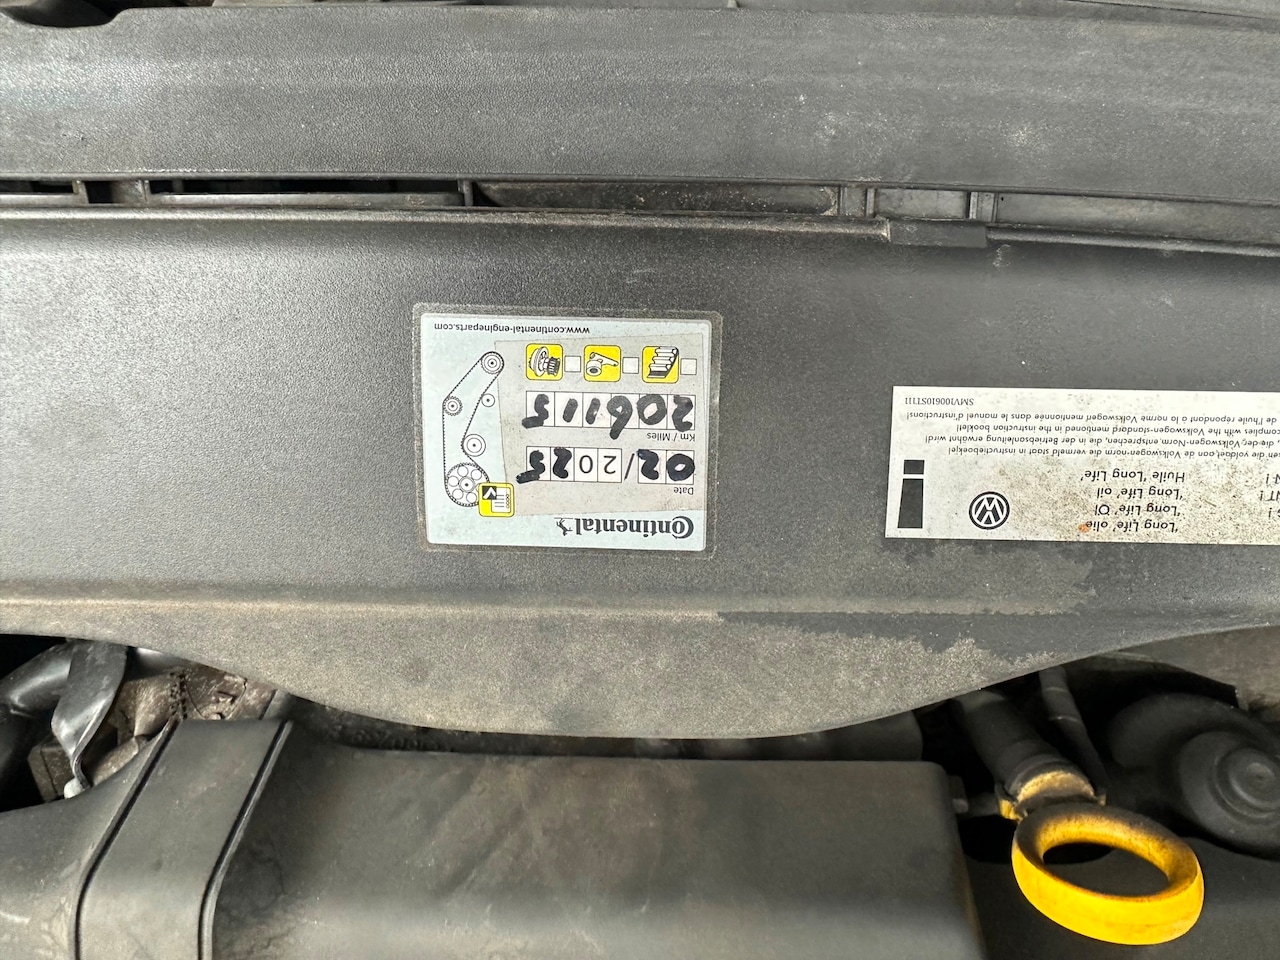 Continental
Date
02/2025
Km / Miles
206115
www.continental-engineparts.com
'Long Life' olie
'Long Life' Öl
'Long Life' oil
Huile 'Long Life'
i
VW
die voldoet aan de Volkswagen-norm vermeld staat in instructieboekje!
die der Volkswagen-Norm entsprechen, die in der Betriebsanleitung erwähnt wird!
complies with the Volkswagen-standard mentioned in the instruction booklet!
de l'huile repondant à la norme Volkswagen mentionnée dans le manuel d'instructions!
SMV100610ST111